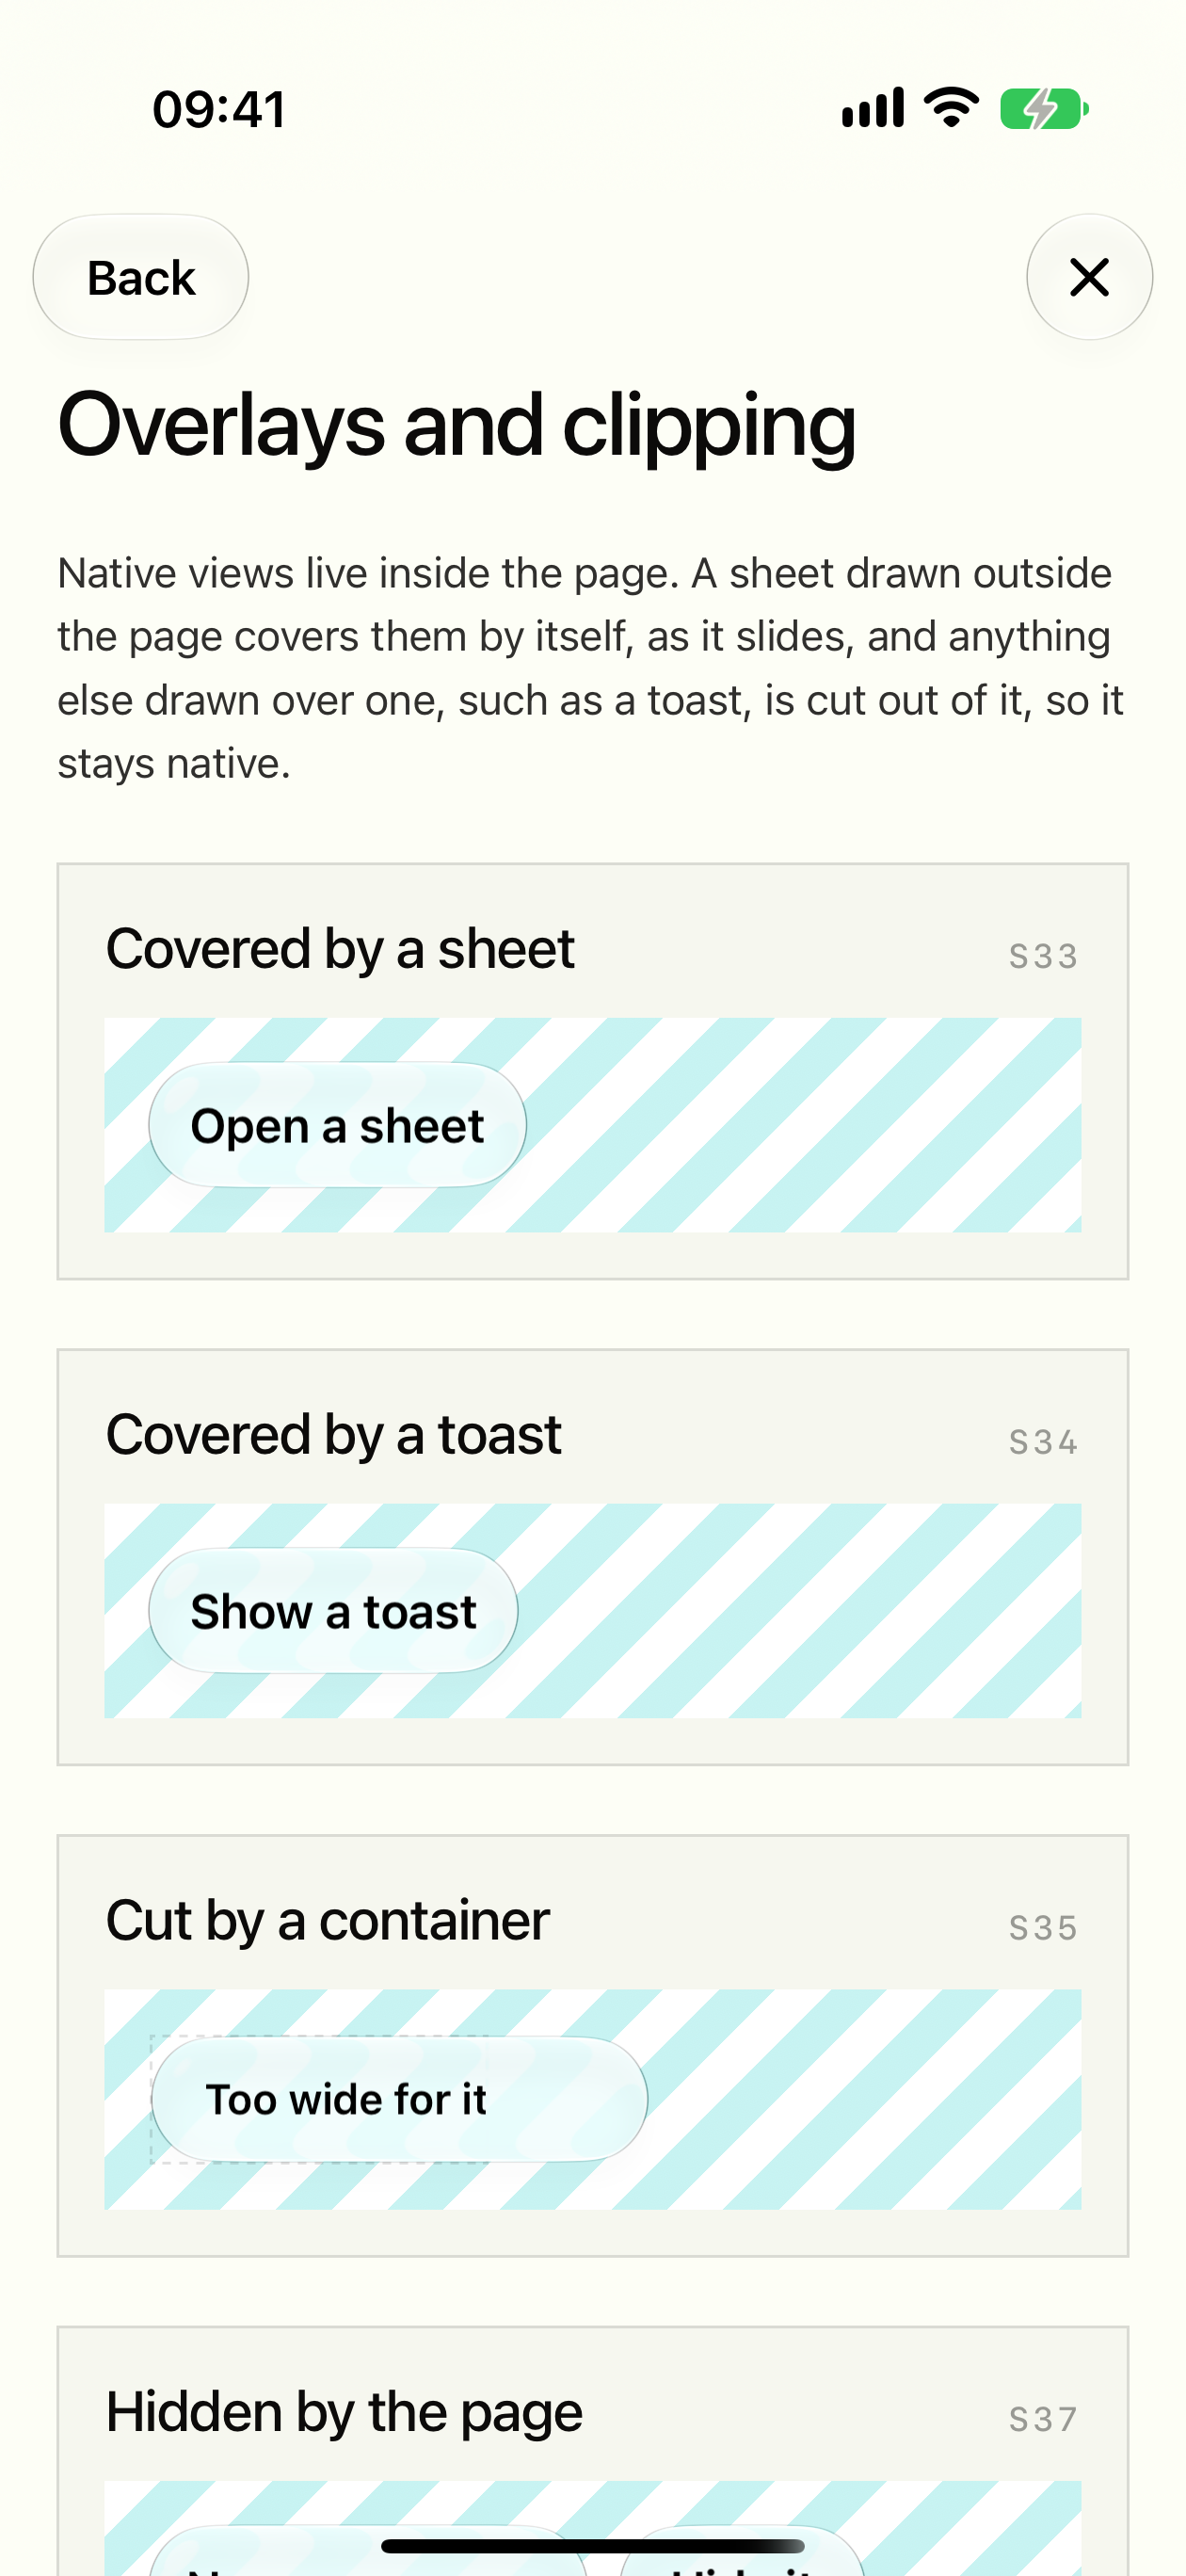 09:41
Back
Overlays and clipping
Native views live inside the page. A sheet drawn outside
the page covers them by itself, as it slides, and anything
else drawn over one, such as a toast, is cut out of it, so it
stays native.
Covered by a sheet S33
Open a sheet
Covered by a toast S34
Show a toast
Cut by a container S35
Too wide for it
Hidden by the page S37